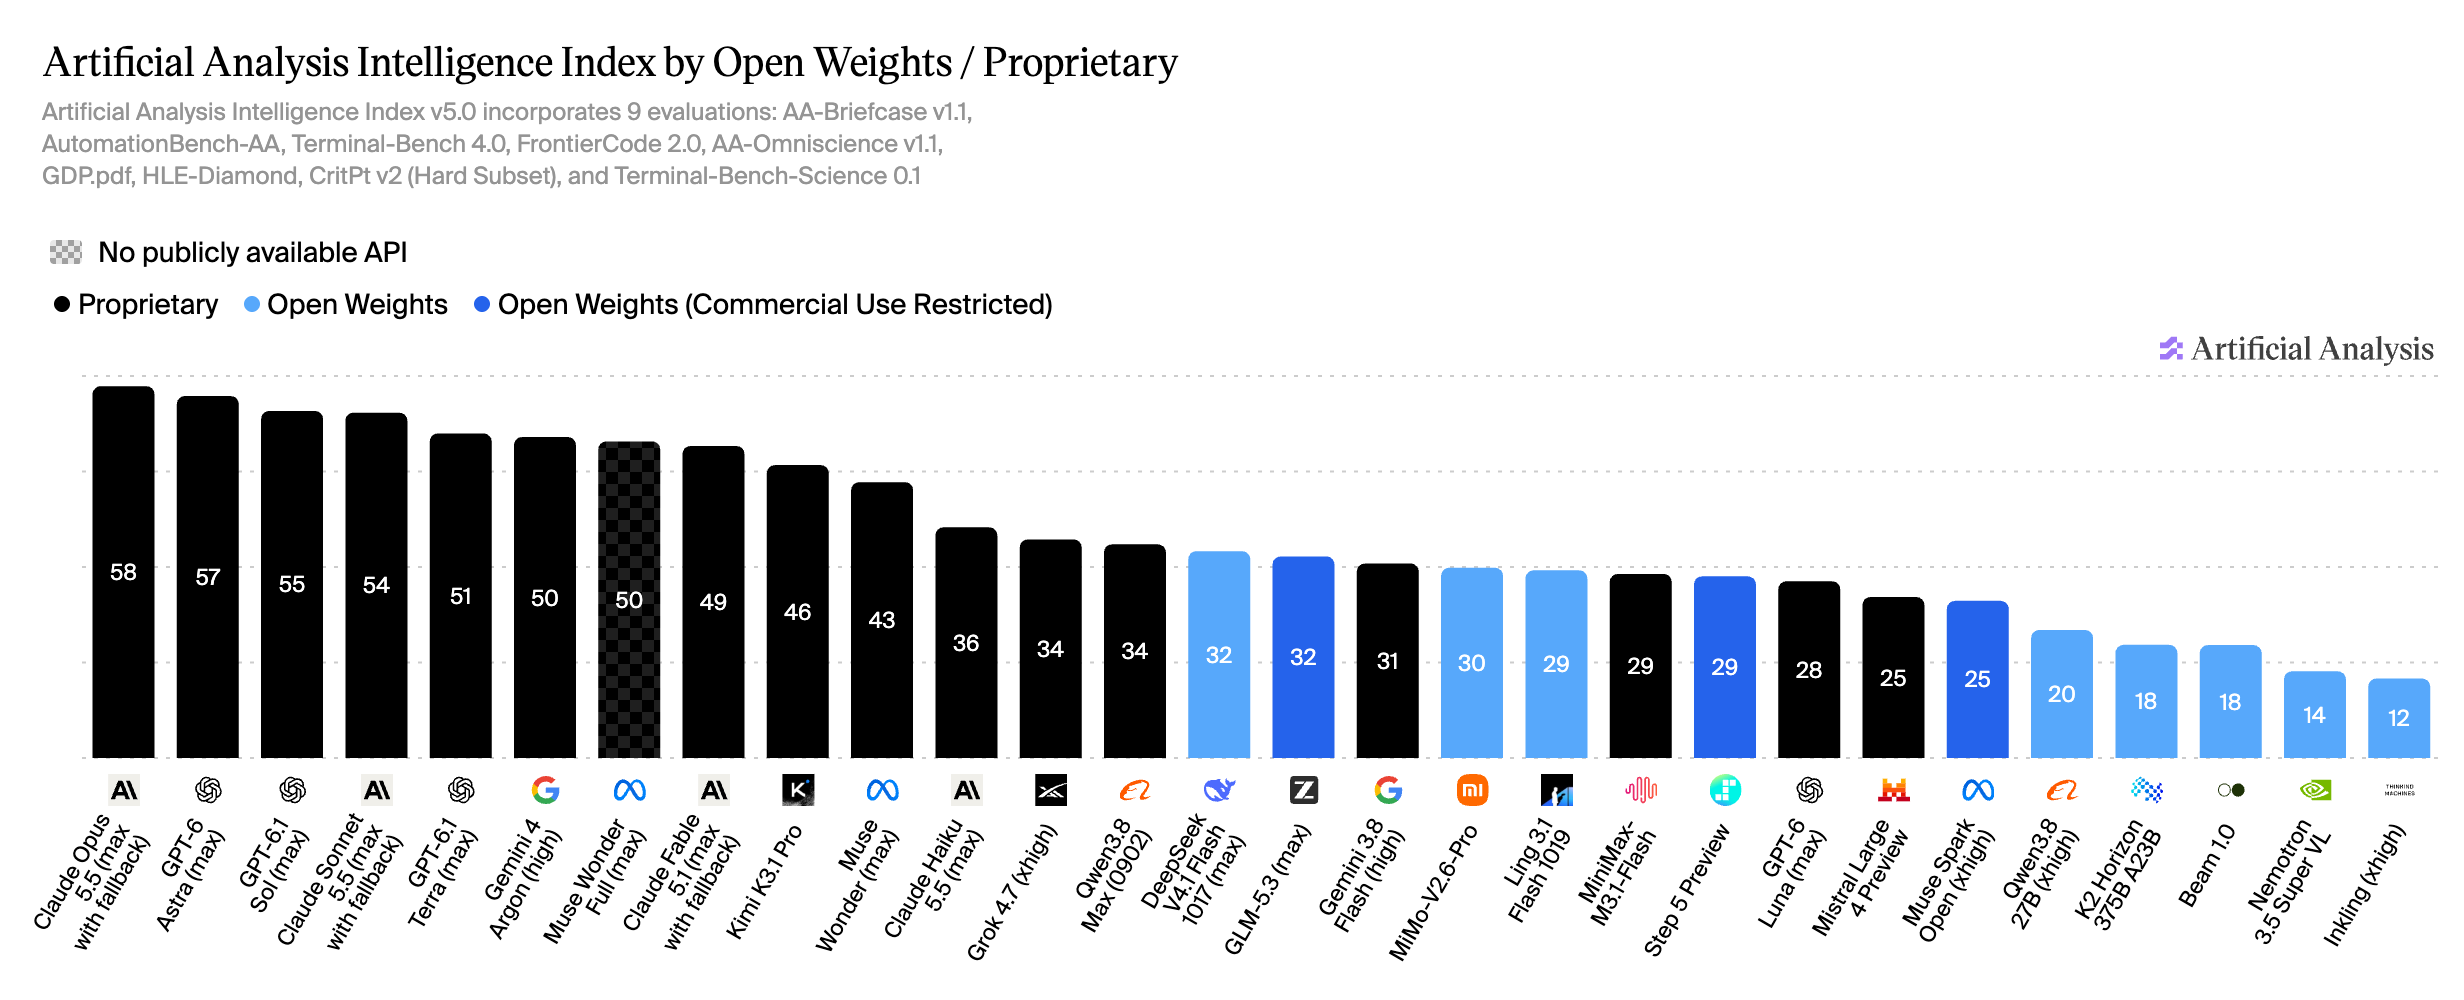 Artificial Analysis Intelligence Index by Open Weights / Proprietary
Artificial Analysis Intelligence Index v5.0 incorporates 9 evaluations: AA-Briefcase v1.1,
AutomationBench-AA, Terminal-Bench 4.0, FrontierCode 2.0, AA-Omniscience v1.1,
GDP.pdf, HLE-Diamond, CritPt v2 (Hard Subset), and Terminal-Bench-Science 0.1
No publicly available API
Proprietary
Open Weights
Open Weights (Commercial Use Restricted)
Artificial Analysis
58
57
55
54
51
50
50
49
46
43
36
34
34
32
32
31
30
29
29
29
28
25
25
20
18
18
14
12
THINKING
MACHINES
Claude Opus
5.5 (max
with fallback)
GPT-6
Astra (max)
GPT-6.1
Sol (max)
Claude Sonnet
5.5 (max
with fallback)
GPT-6.1
Terra (max)
Gemini 4
Argon (high)
Muse Wonder
Full (max)
Claude Fable
5.1 (max
with fallback)
Kimi K3.1 Pro
Muse
Wonder (max)
Claude Haiku
5.5 (max)
Grok 4.7 (xhigh)
Qwen3.8
Max (0902)
DeepSeek
V4.1 Flash
1017 (max)
GLM-5.3 (max)
Gemini 3.8
Flash (high)
MiMo-V2.6-Pro
Ling 3.1
Flash 1019
MiniMax-
M3.1-Flash
Step 5 Preview
GPT-6
Luna (max)
Mistral Large
4 Preview
Muse Spark
Open (xhigh)
Qwen3.8
27B (xhigh)
K2 Horizon
375B A23B
Beam 1.0
Nemotron
3.5 Super VL
Inkling (xhigh)